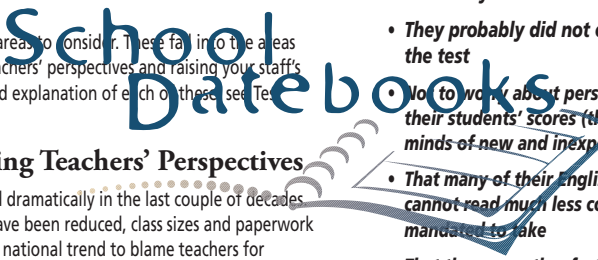 School
Datebooks
areas to consider. These fall into the areas
achers' perspectives and raising your staff's
d explanation of each of these, see Tes
ing Teachers' Perspectives
d dramatically in the last couple of decades
ave been reduced, class sizes and paperwork
national trend to blame teachers for
• They probably did not
the test
• Not to worry about pers
their students' scores (th
minds of new and inexp
• That many of their Engli
cannot read much less co
mandated to take